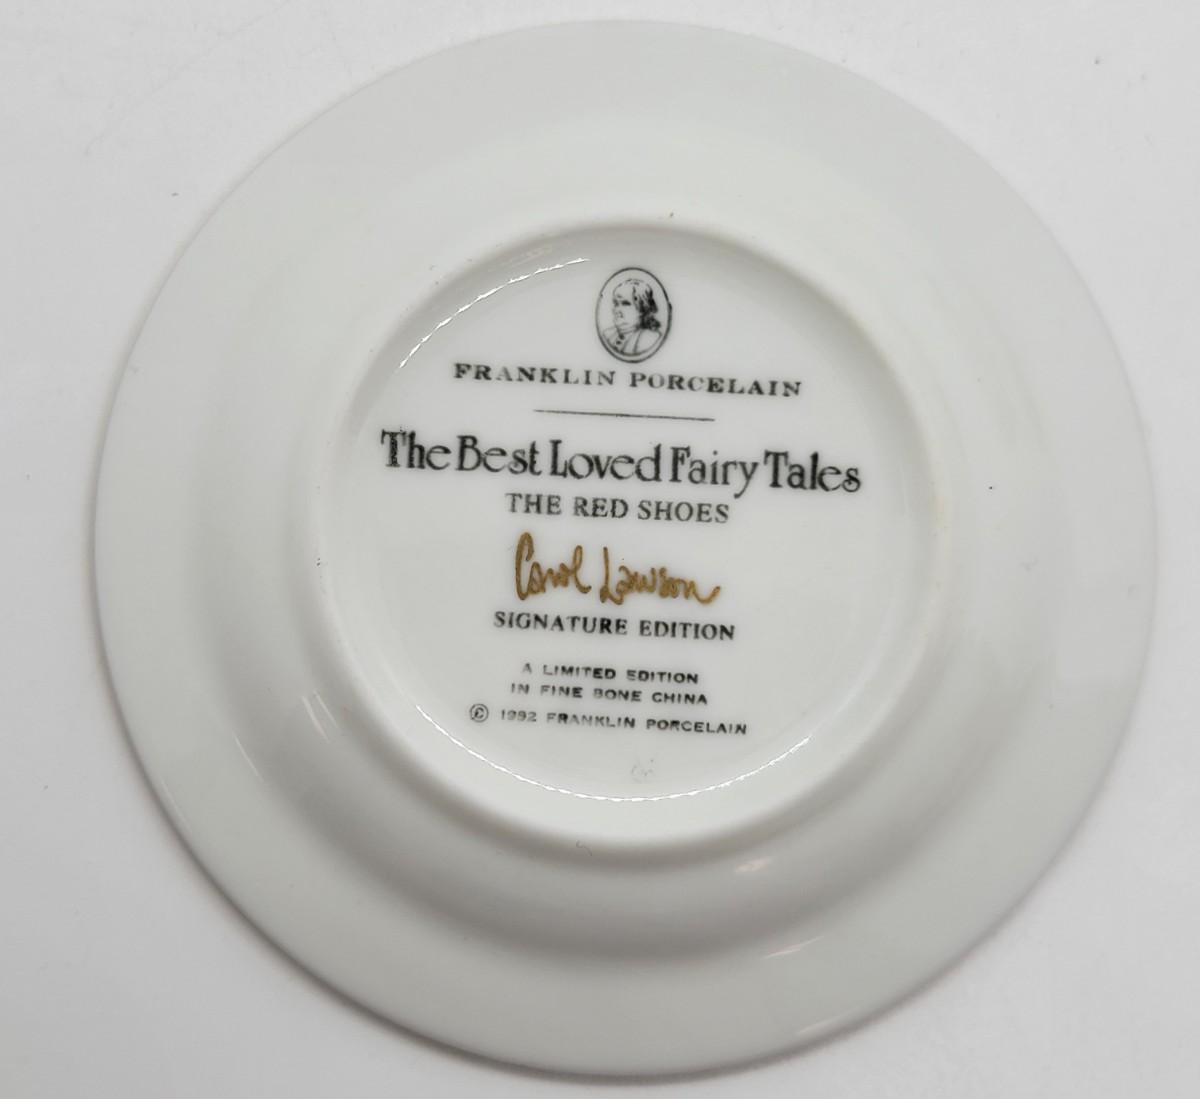 FRANKLIN PORCELAIN
The Best Loved Fairy Tales
THE RED SHOES
Carol Lawson
SIGNATURE EDITION
A LIMITED EDITION
IN FINE BONE CHINA
© 1992 FRANKLIN PORCELAIN